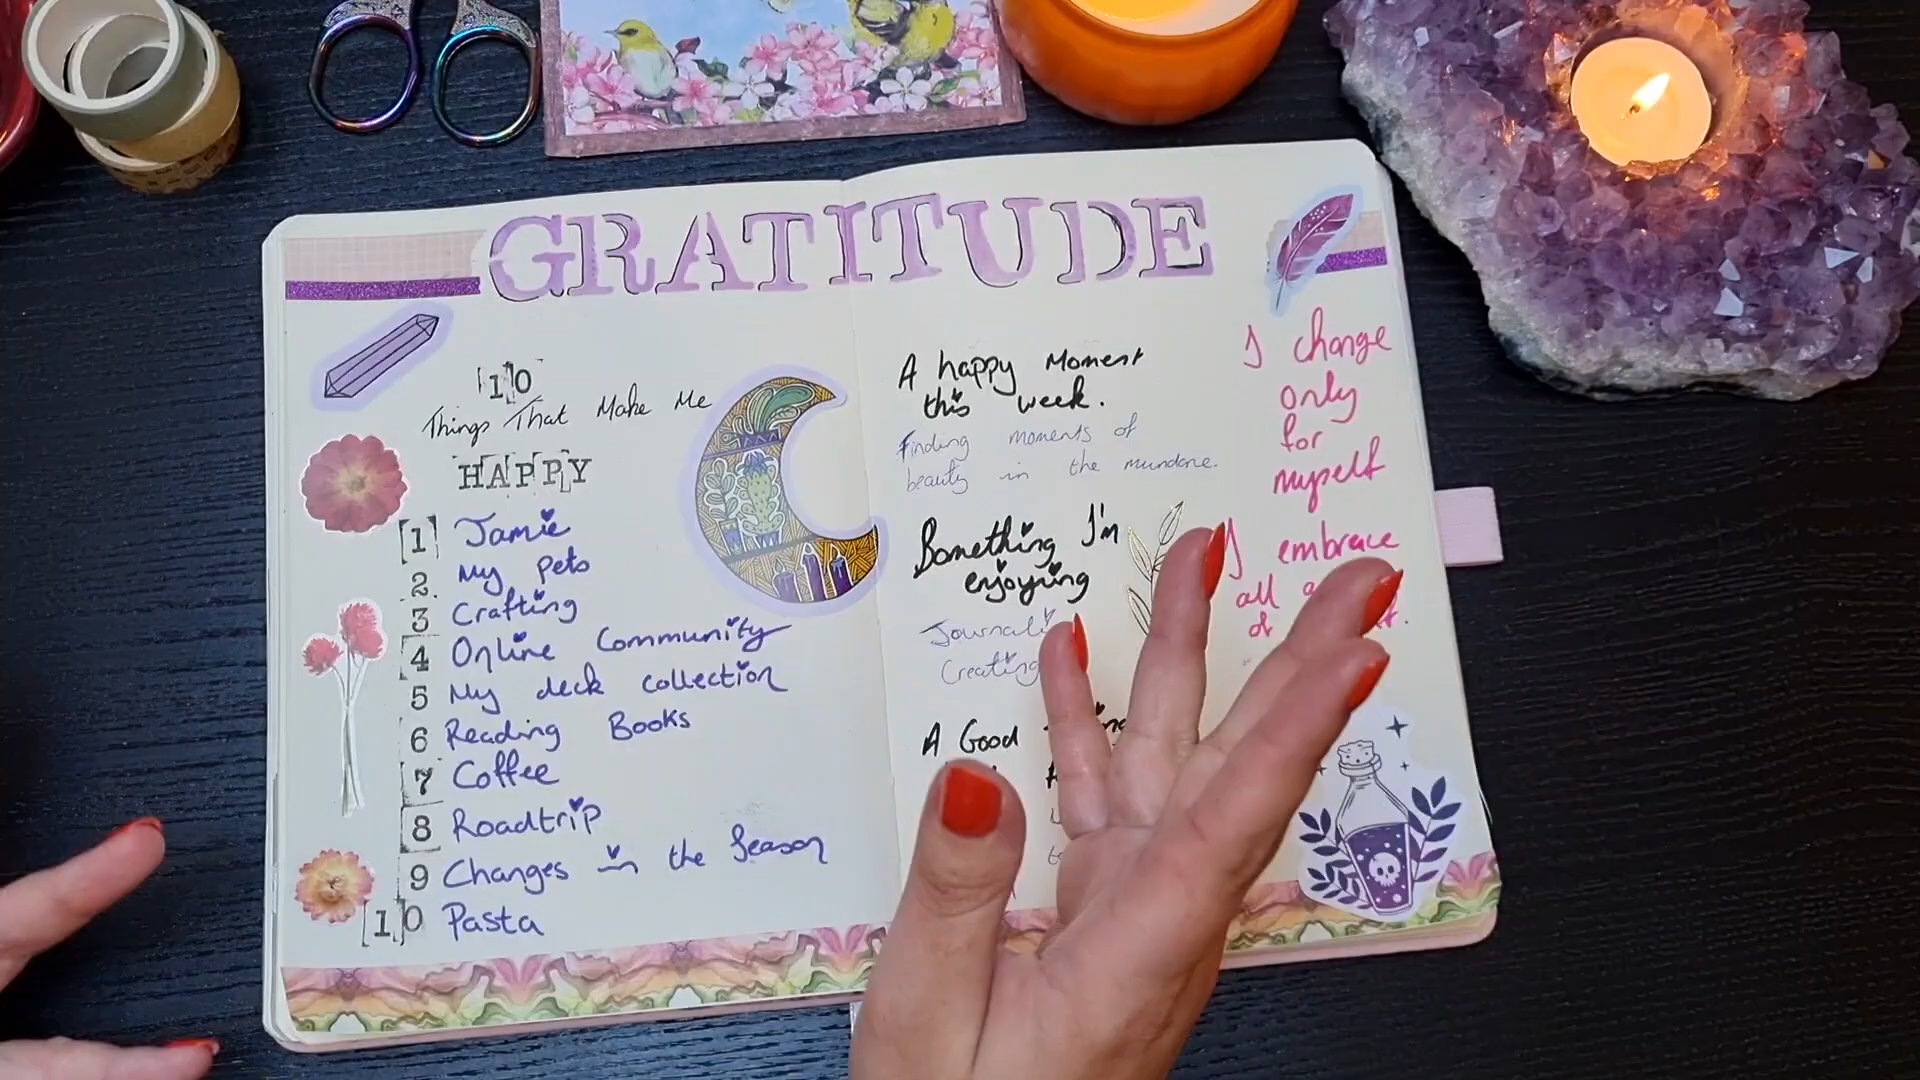 GRATITUDE
10
Things That Make Me
HAPPY
1 Jamie
2. My pets
3 Crafting
4 Online Community
5 My deck collection
6 Reading Books
7 Coffee
8 Roadtrip
9 Changes in the Season
10 Pasta
A happy Moment
this week.
Finding moments of
beauty in the mundane.
Something I'm
enjoying
Creating
A Good
I change
only
for
myself
I embrace
all
of